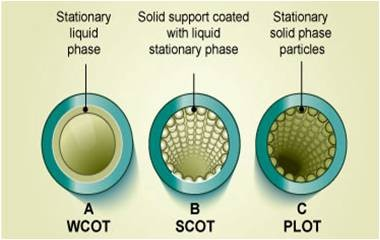 Stationary
liquid
phase
Solid support coated
with liquid
stationary phase
Stationary
solid phase
particles
A
WCOT
B
SCOT
C
PLOT